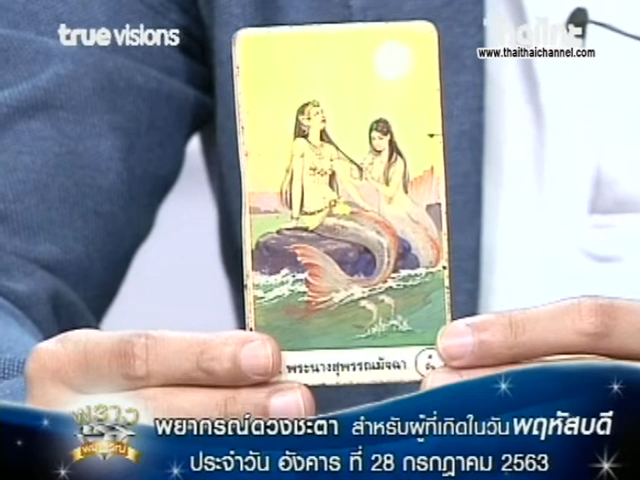 true visions
www.thaithaichannel.com
พระนางสุพรรณมัจฉา
พยากรณ์ดวงชะตา สำหรับผู้ที่เกิดในวัน พฤหัสบดี
ประจำวัน อังคาร ที่ 28 กรกฎาคม 2563